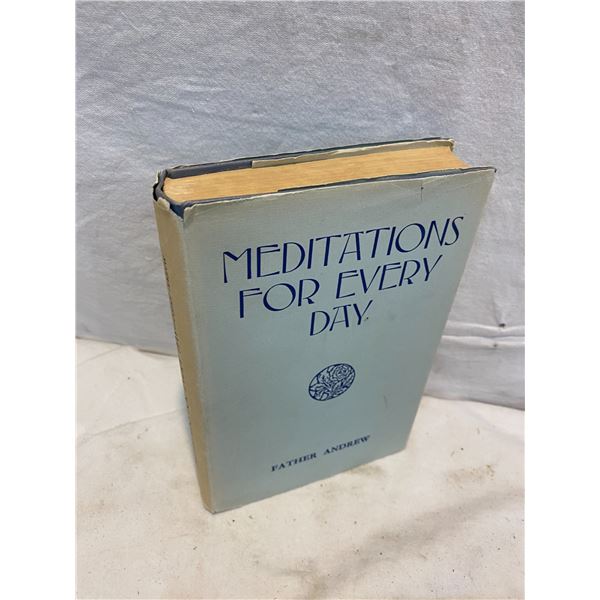 MEDITATIONS
FOR EVERY
DAY.
FATHER ANDREW